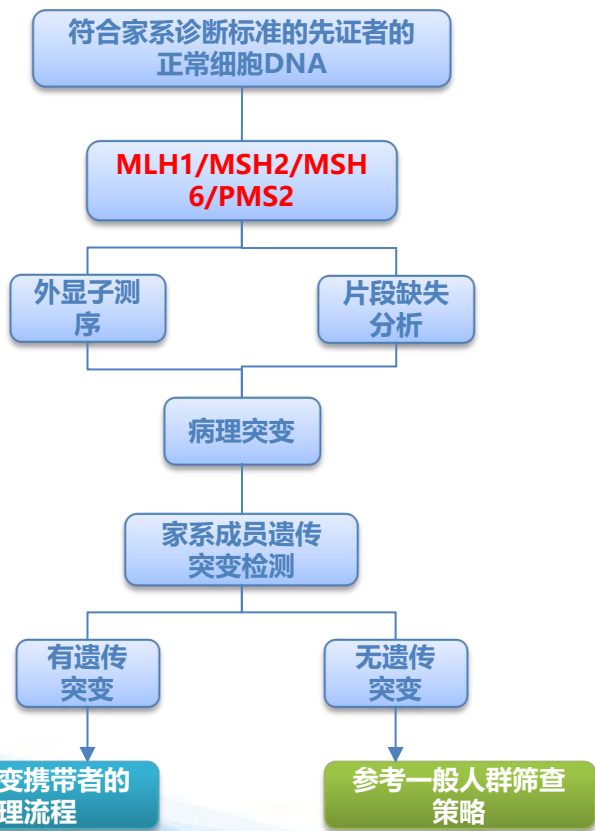 符合家系诊断标准的先证者的
正常细胞DNA
MLH1/MSH2/MSH
6/PMS2
外显子测
序
片段缺失
分析
病理突变
家系成员遗传
突变检测
有遗传
突变
无遗传
突变
变携带者的
理流程
参考一般人群筛查
策略